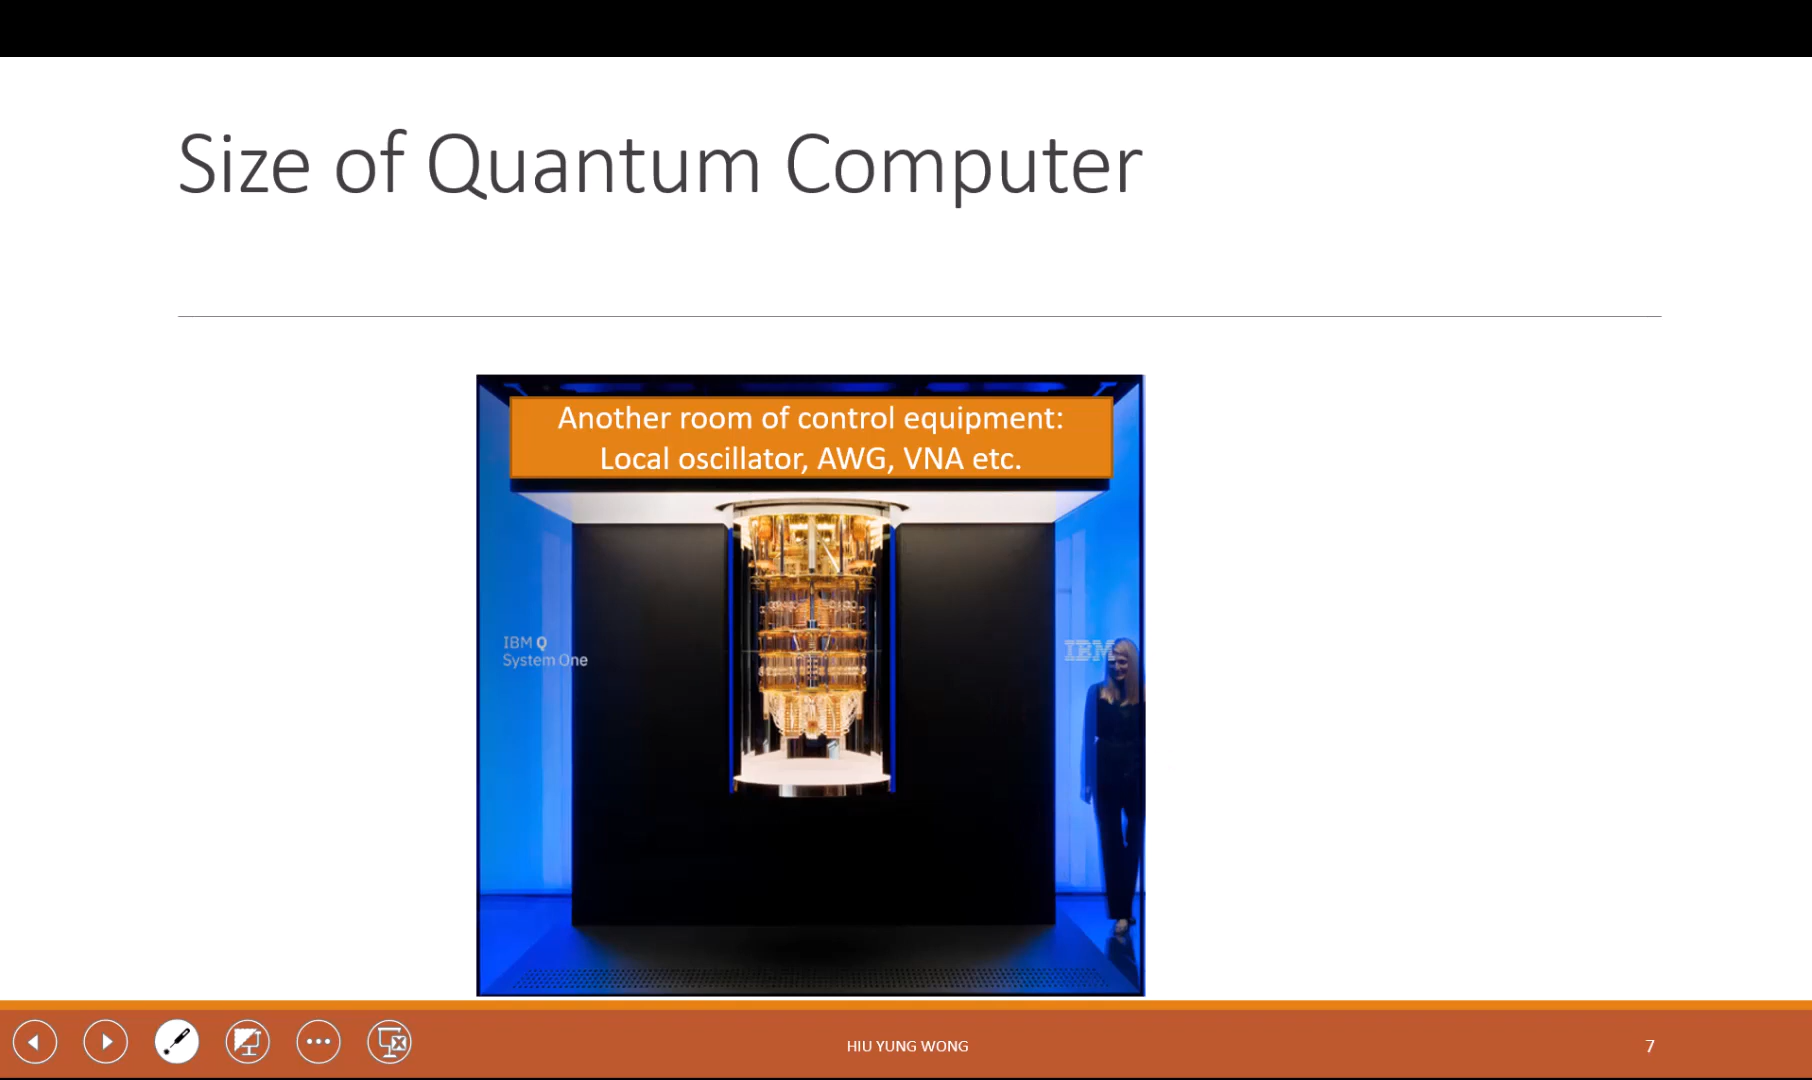 Size of Quantum Computer
Another room of control equipment:
Local oscillator, AWG, VNA etc.
IBM Q
System One
IBM
HIU YUNG WONG
7